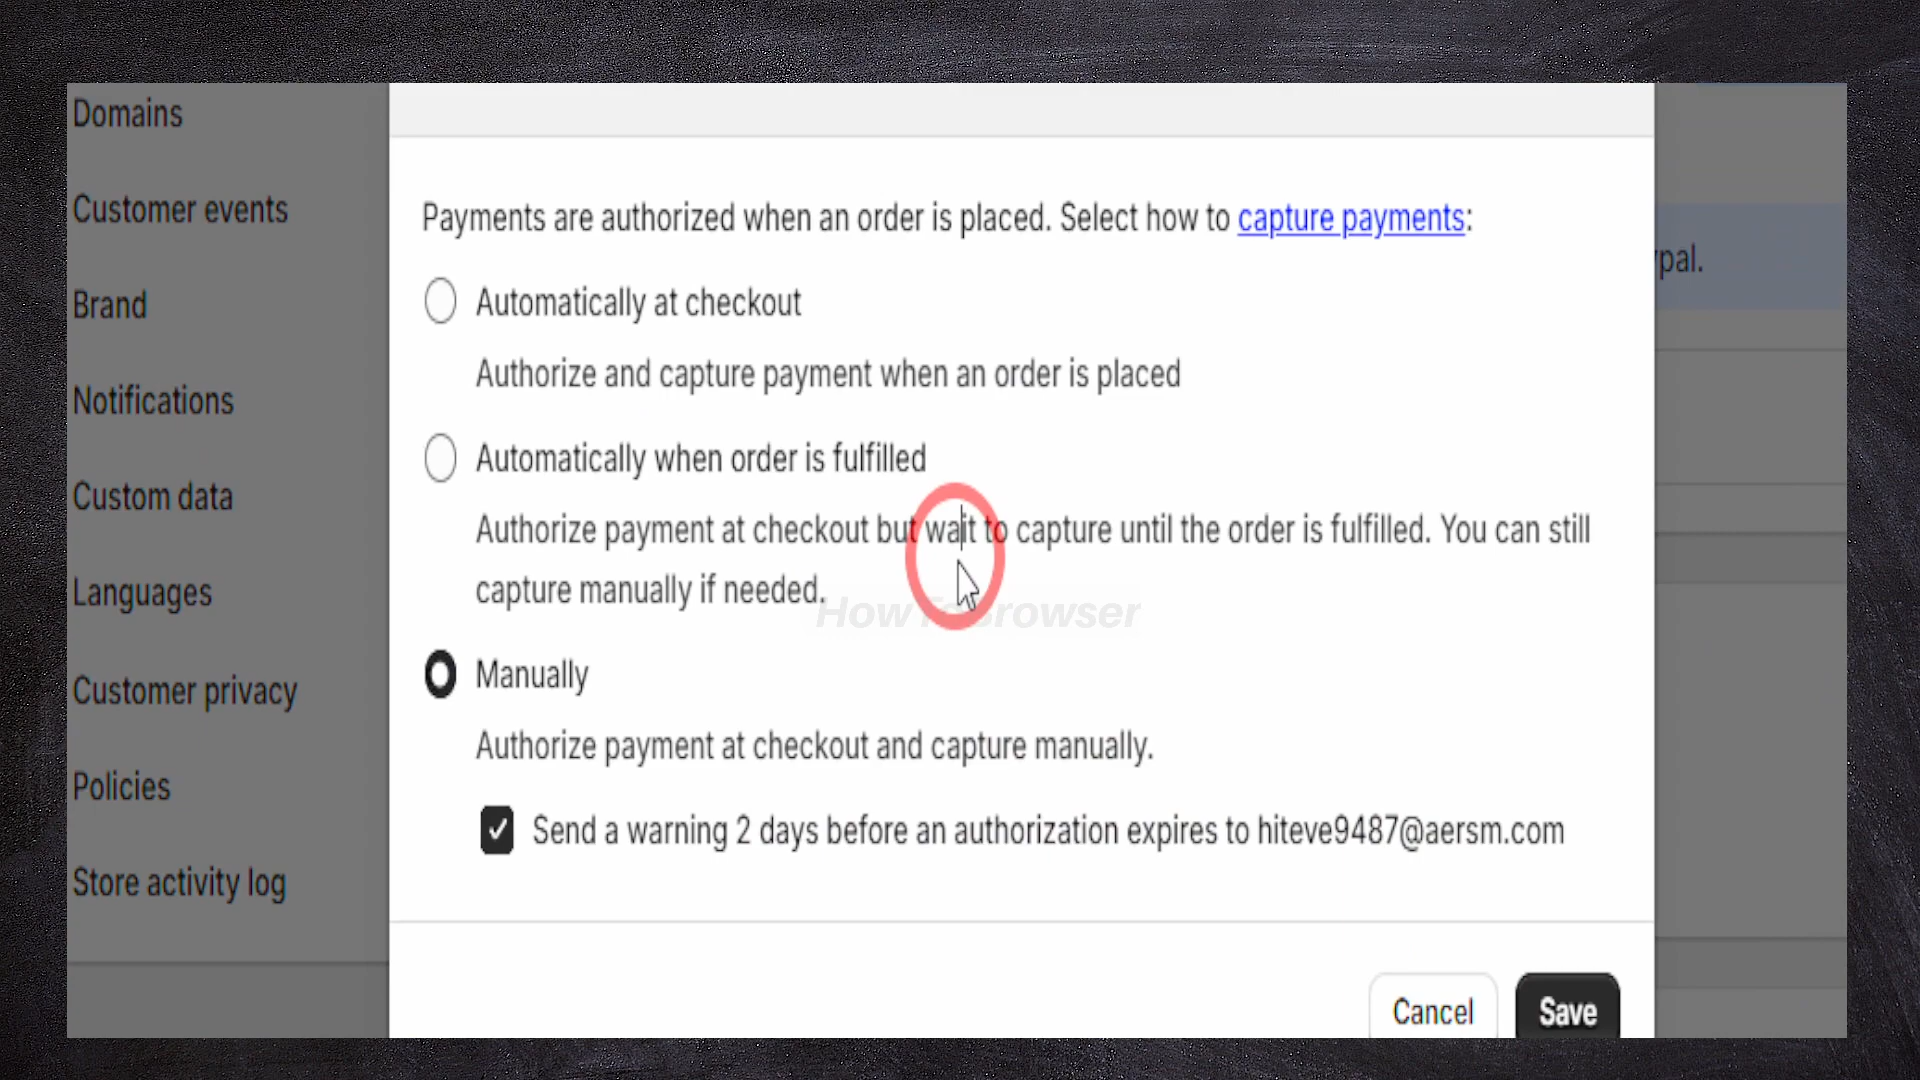 Domains
Customer events
Brand
Notifications
Custom data
Languages
Customer privacy
Policies
Store activity log
Payments are authorized when an order is placed. Select how to capture payments:
Automatically at checkout
Authorize and capture payment when an order is placed
Automatically when order is fulfilled
Authorize payment at checkout but wait to capture until the order is fulfilled. You can still
capture manually if needed.
Manually
Authorize payment at checkout and capture manually.
Send a warning 2 days before an authorization expires to hiteve9487@aersm.com
Cancel
Save